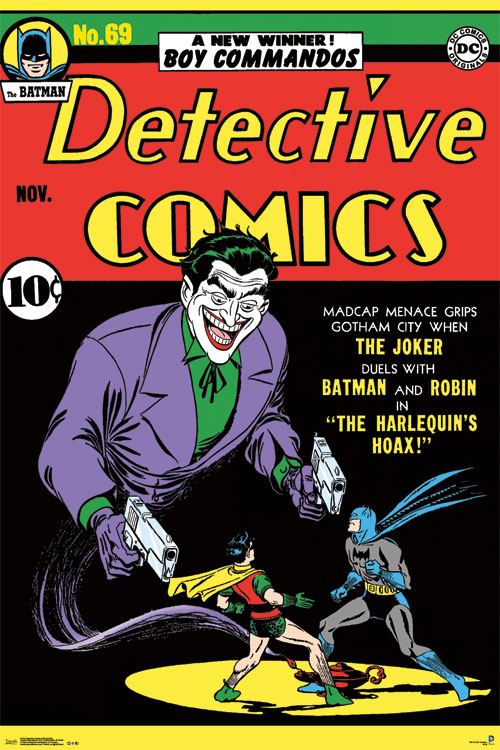 No. 69
A NEW WINNER!
BOY COMMANDOS
DC COMICS
DC
ORIGINALS
The BATMAN
Detective
NOV.
COMICS
10¢
MADCAP MENACE GRIPS
GOTHAM CITY WHEN
THE JOKER
DUELS WITH
BATMAN AND ROBIN
IN
"THE HARLEQUIN'S
HOAX!"